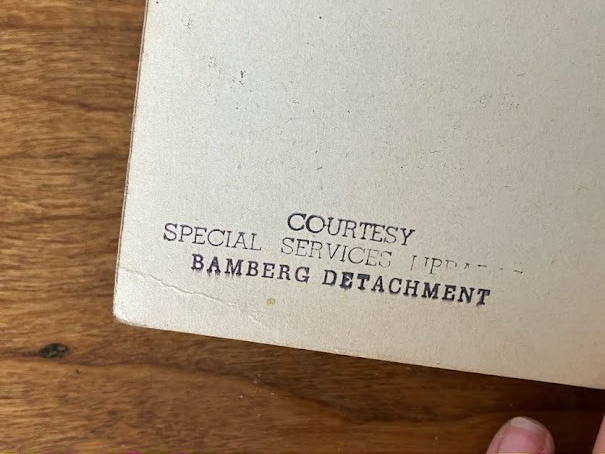 COURTESY
SPECIAL SERVICES
BAMBERG DETACHMENT